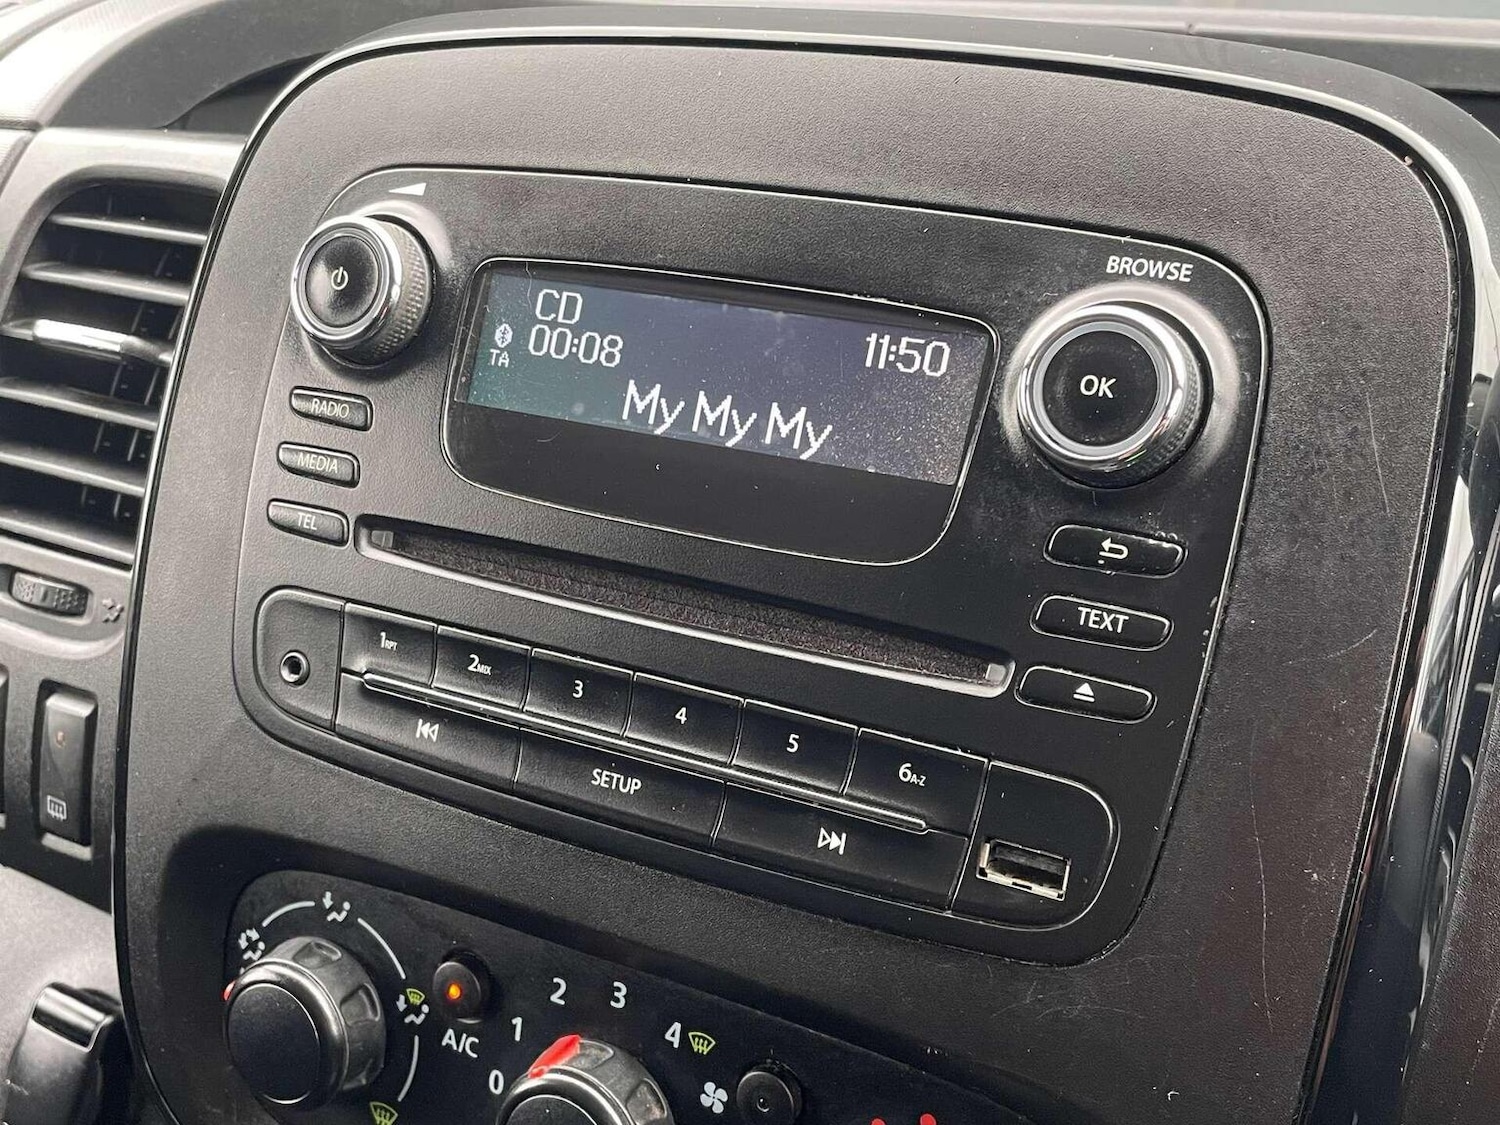 BROWSE
CD
00:08
11:50
TA
My My My
OK
RADIO
MEDIA
TEL
TEXT
1RPT
2MIX
3
4
5
6A-Z
SETUP
A/C
0
1
2
3
4